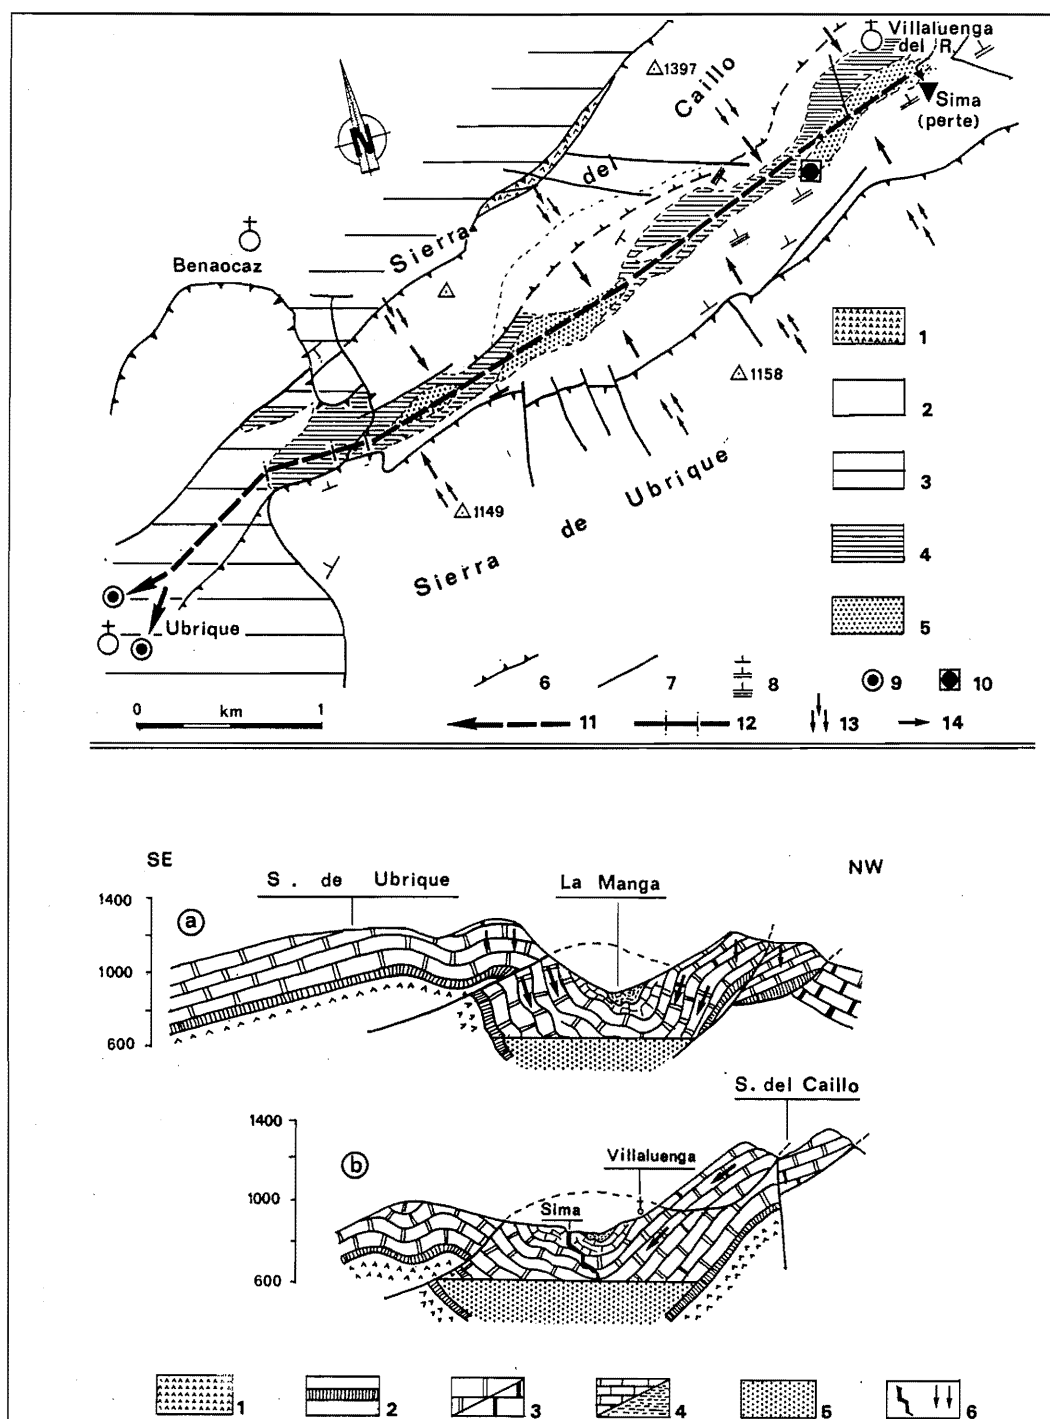 Villaluenga
del R.
1397
Caillo
Sima
(perte)
N
del
Sierra
Benaocaz
1
1158
2
Ubrique
3
1149
de
4
Sierra
5
Ubrique
6
7
8
9
10
0 km 1
11
12
13
14
SE
NW
S . de Ubrique
La Manga
1400
a
1000
600
S. del Caillo
1400
b
Villaluenga
1000
Sima
600
1
2
3
4
5
6